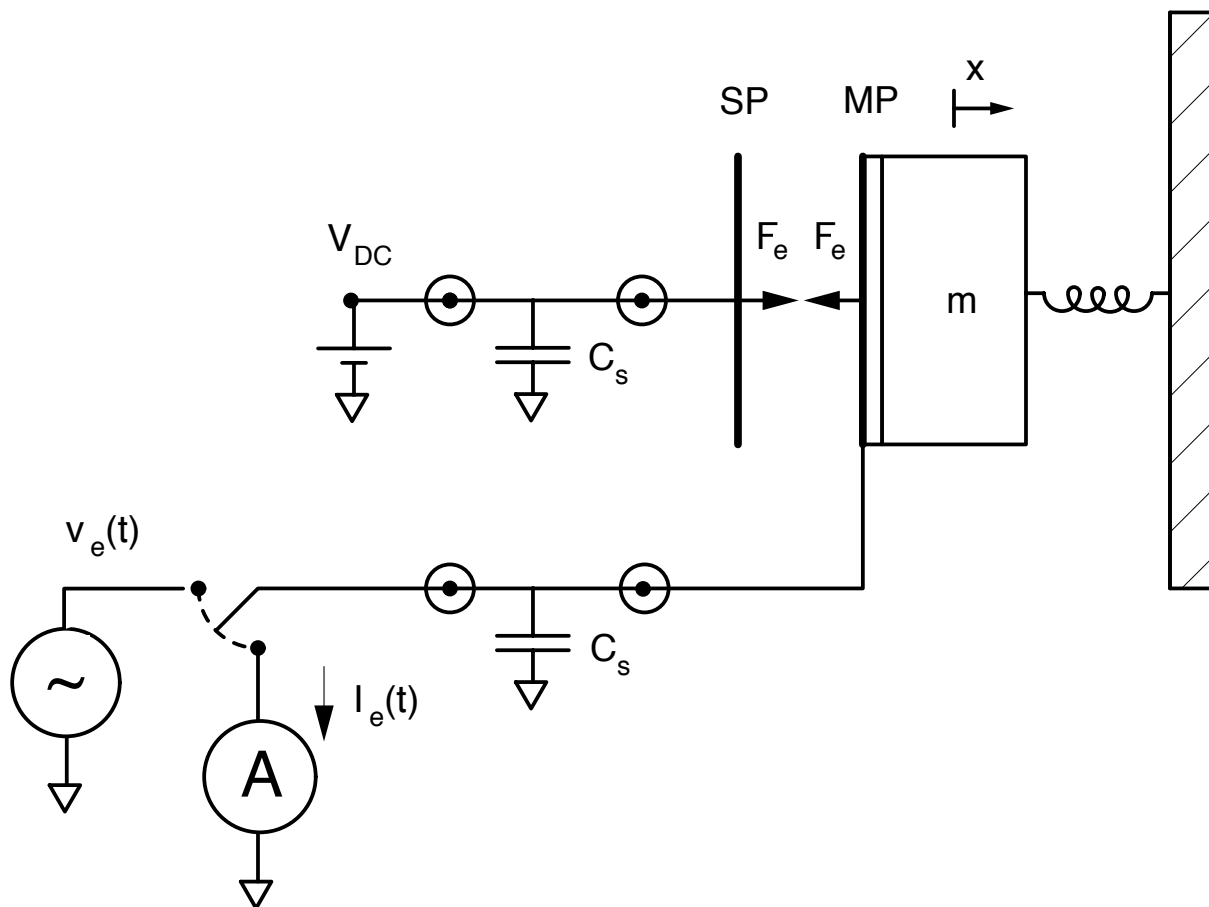 x
SP MP
V_DC
F_e F_e
m
C_s
v_e(t)
~
C_s
I_e(t)
A